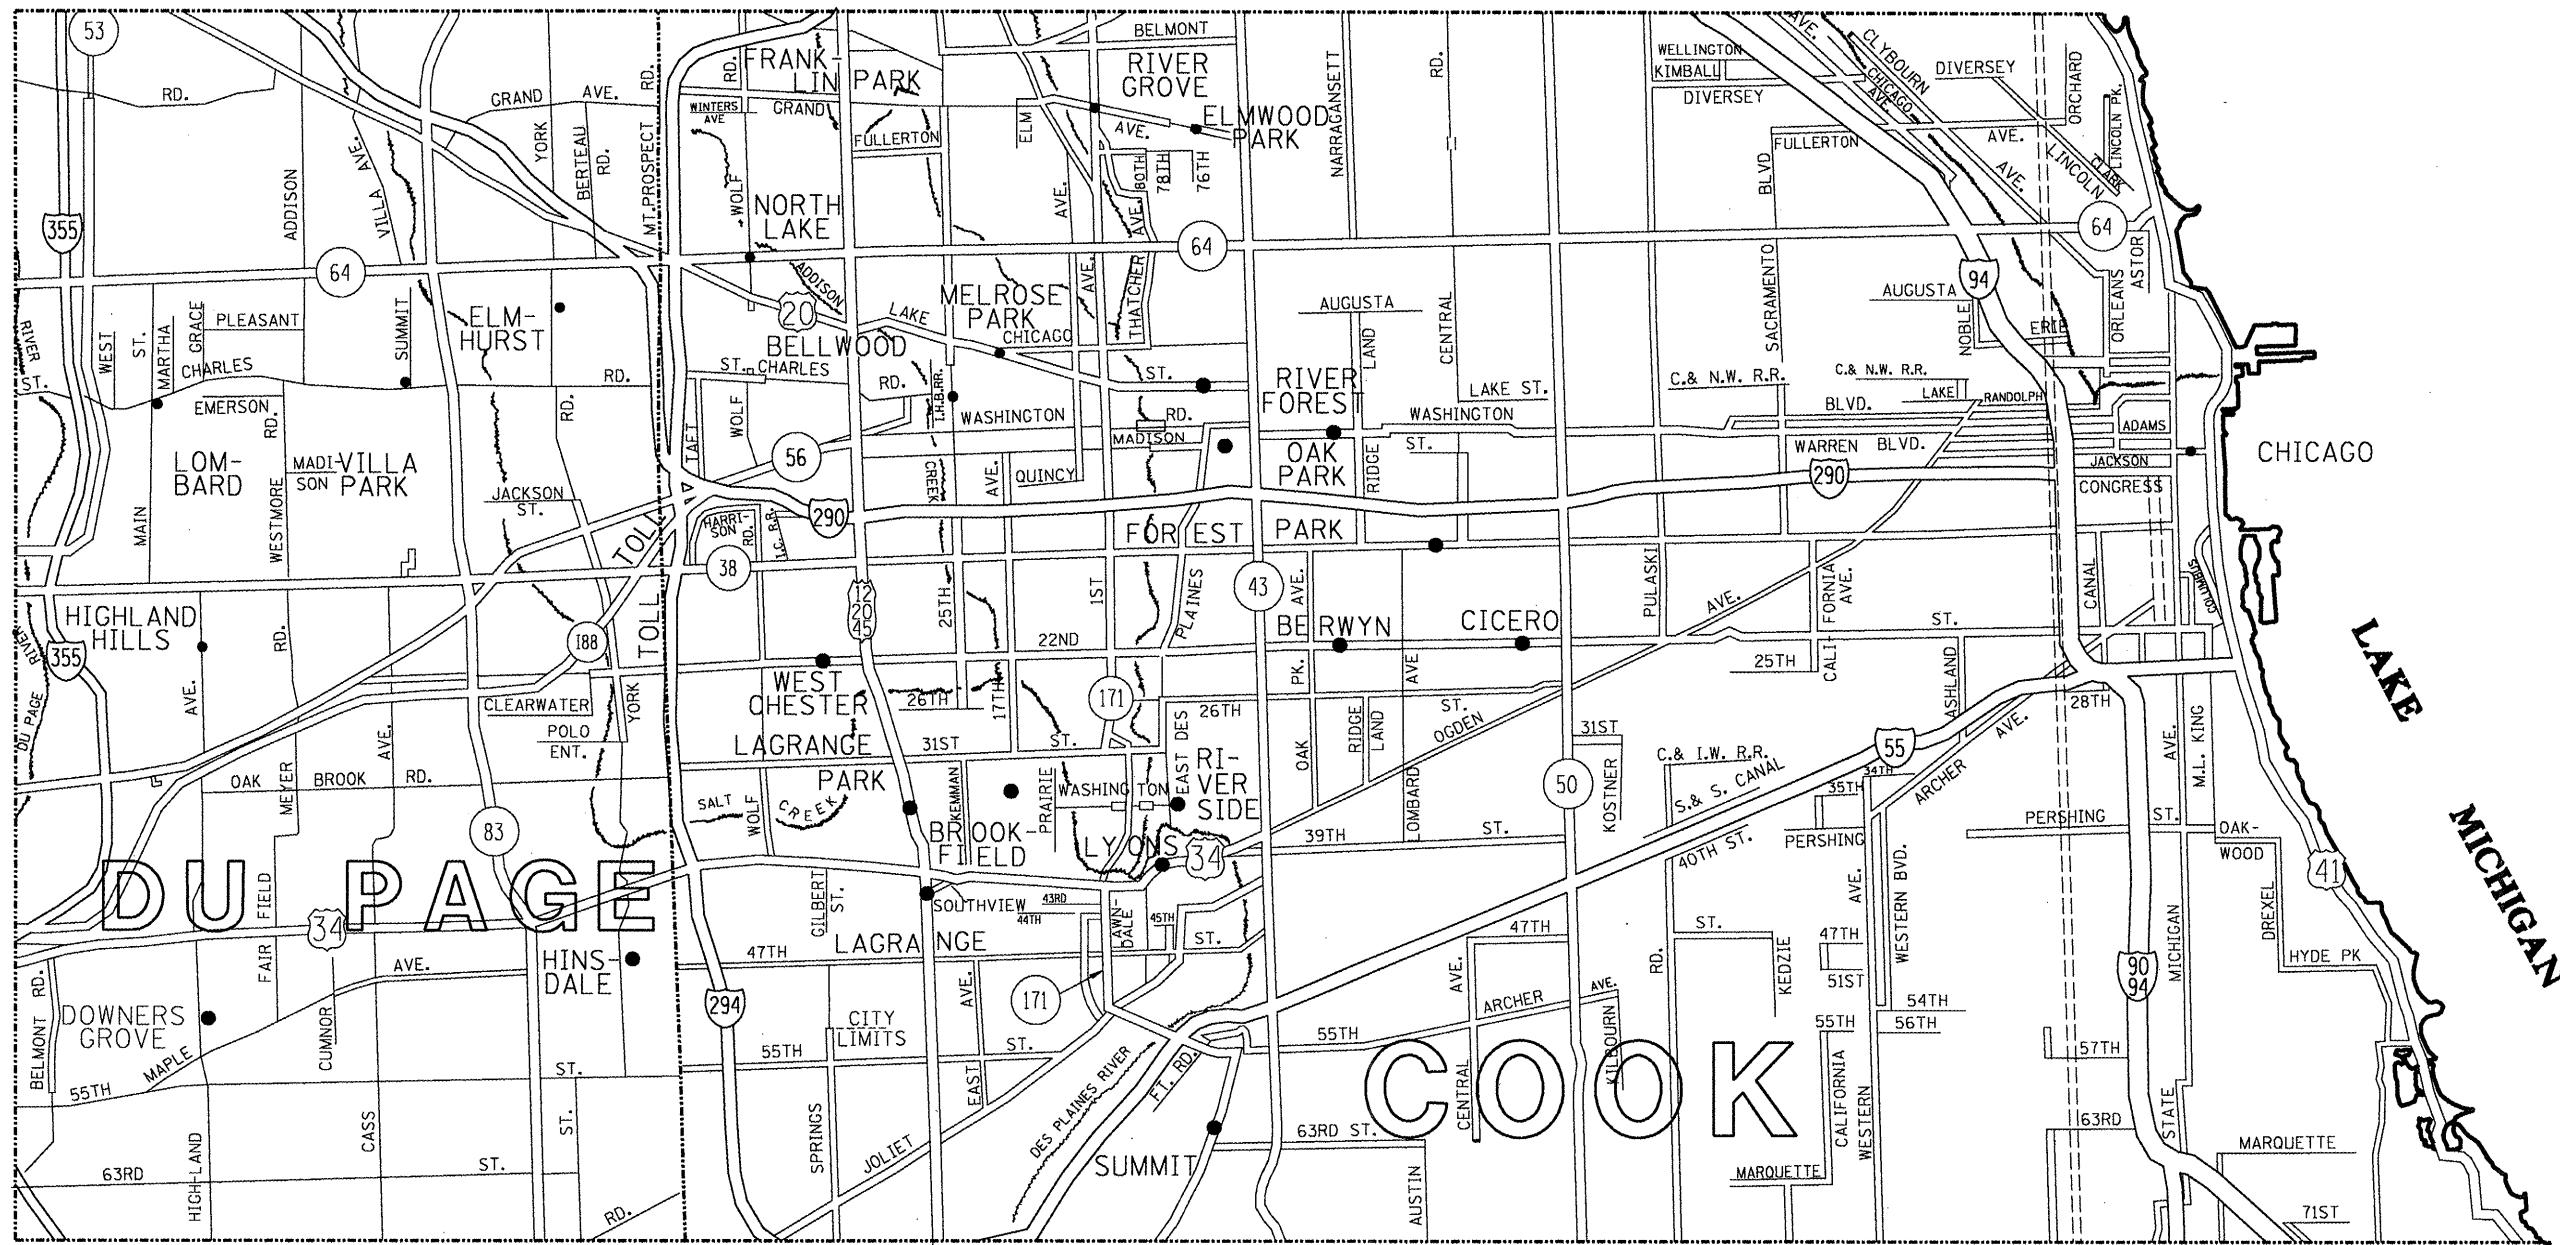 53
BELMONT
RD.
FRANK-
LIN PARK
RIVER
GROVE
NARRAGANSETT
RD.
WELLINGTON
KIMBALL
DIVERSEY
AVE.
CLYBOURN
CHICAGO
AVE.
DIVERSEY
ORCHARD
LINCOLN PK.
RD.
GRAND AVE.
YORK
BERTEAU
RD.
MT.PROSPECT RD.
WINTERS
AVE
GRAND
ELM
AVE.
ELMWOOD
PARK
FULLERTON
FULLERTON
AVE.
AVE.
LINCOLN
CLARK
ADDISON
VILLA AVE.
WOLF
80TH
78TH
76TH
BLVD
AVE.
NORTH
LAKE
355
64
64
64
ADDISON
20
LAKE
MELROSE
PARK
CHICAGO
AVE.
THATCHER AVE.
AUGUSTA
CENTRAL
SACRAMENTO
94
AUGUSTA
NOBLE
ERIE
ORLEANS
ASTOR
RIVER
ST.
WEST
ST.
MARTHA
GRACE
PLEASANT
CHARLES
SUMMIT
ELM-
HURST
RD.
BELLWOOD
ST. CHARLES
RD.
I.H.B.RR.
ST.
RIVER
FOREST
LAND
LAKE ST.
C.& N.W. R.R.
C.& N.W. R.R.
LAKE
RANDOLPH
EMERSON
RD.
RD.
WOLF
TAFT
56
WASHINGTON
RD.
MADISON
WASHINGTON
BLVD.
ST.
WARREN BLVD.
ADAMS
JACKSON
CONGRESS
CHICAGO
LOM-
BARD
MADI-
SON
VILLA
PARK
MAIN
WESTMORE
JACKSON
ST.
CREEK
AVE.
QUINCY
OAK
PARK
RIDGE
290
290
TOLL
HARRI-
SON
RD.
I.C. R.R.
38
FOREST PARK
12
20
45
25TH
1ST
PLAINES
43
AVE.
PULASKI
AVE.
CALI-FORNIA
AVE.
CANAL
COLUMBUS
HIGHLAND
HILLS
RIVER
355
DU PAGE
AVE.
RD.
I88
TOLL
22ND
BERWYN
CICERO
ST.
25TH
ASHLAND
LAKE
MICHIGAN
CLEARWATER
YORK
POLO
ENT.
WEST
CHESTER
26TH
17TH
171
26TH
PK.
AVE
ST.
OGDEN
28TH
AVE.
LAGRANGE
PARK
31ST
ST.
EAST DES
RI-
VER
SIDE
OAK
RIDGE
LAND
31ST
55
AVE.
M.L. KING
OAK BROOK RD.
MEYER
AVE.
SALT
CREEK
WOLF
KEMMAN
PRAIRIE
WASHINGTON
LOMBARD
50
KOSTNER
C.& I.W. R.R.
S.& S. CANAL
34TH
35TH
ARCHER
83
BROOK-
FIELD
LYONS
34
39TH
ST.
40TH ST.
PERSHING
PERSHING ST.
OAK-
WOOD
41
DU PAGE
FAIR FIELD
34
GILBERT
ST.
SOUTHVIEW
43RD
44TH
LAWN-
DALE
45TH
AVE.
WESTERN BVD.
DREXEL
LAGRANGE
47TH
ST.
47TH
ST.
47TH
HINS-
DALE
AVE.
BELMONT RD.
DOWNERS
GROVE
CUMNOR
MAPLE
294
171
AVE.
AVE.
ARCHER
AVE.
RD.
KEDZIE
51ST
54TH
56TH
90
94
MICHIGAN
HYDE PK
CITY
LIMITS
55TH
ST.
55TH
KILBOURN
COOK
55TH
57TH
55TH
ST.
EAST
DES PLAINES RIVER
FT. RD.
CENTRAL
CALIFORNIA
WESTERN
HIGH-LAND
CASS
ST.
SPRINGS
JOLIET
SUMMIT
63RD ST.
63RD
STATE
MARQUETTE
MARQUETTE
63RD
ST.
RD.
AUSTIN
71ST